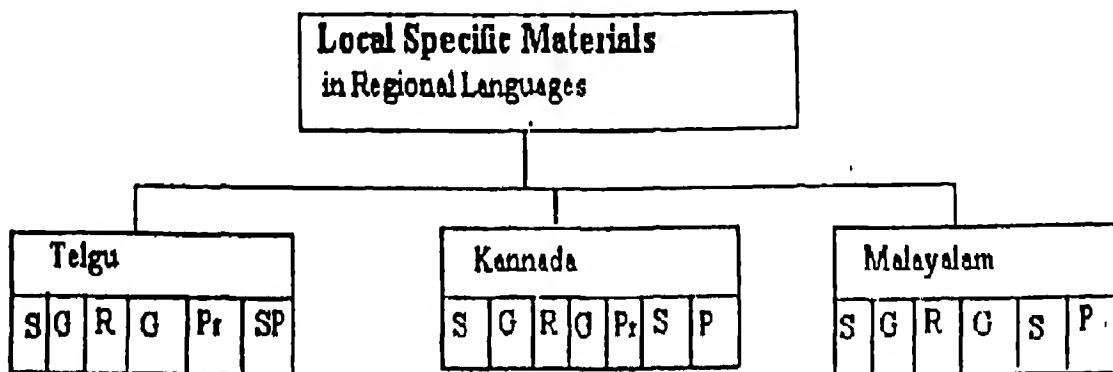 Local Specific Materials
in Regional Languages
Telgu
Kannada
Malayalam
S G R G Pr SP
S G R G Pr S P
S G R G S P